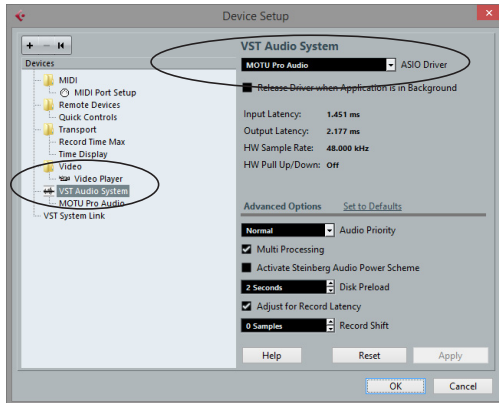 Device Setup
Devices
MIDI
MIDI Port Setup
Remote Devices
Quick Controls
Transport
Record Time Max
Time Display
Video
Video Player
VST Audio System
MOTU Pro Audio
VST System Link
VST Audio System
MOTU Pro Audio ASIO Driver
Release Driver when Application is in Background
Input Latency: 1.451 ms
Output Latency: 2.177 ms
HW Sample Rate: 48.000 kHz
HW Pull Up/Down: Off
Advanced Options Set to Defaults
Normal Audio Priority
Multi Processing
Activate Steinberg Audio Power Scheme
2 Seconds Disk Preload
Adjust for Record Latency
0 Samples Record Shift
Help Reset Apply
OK Cancel